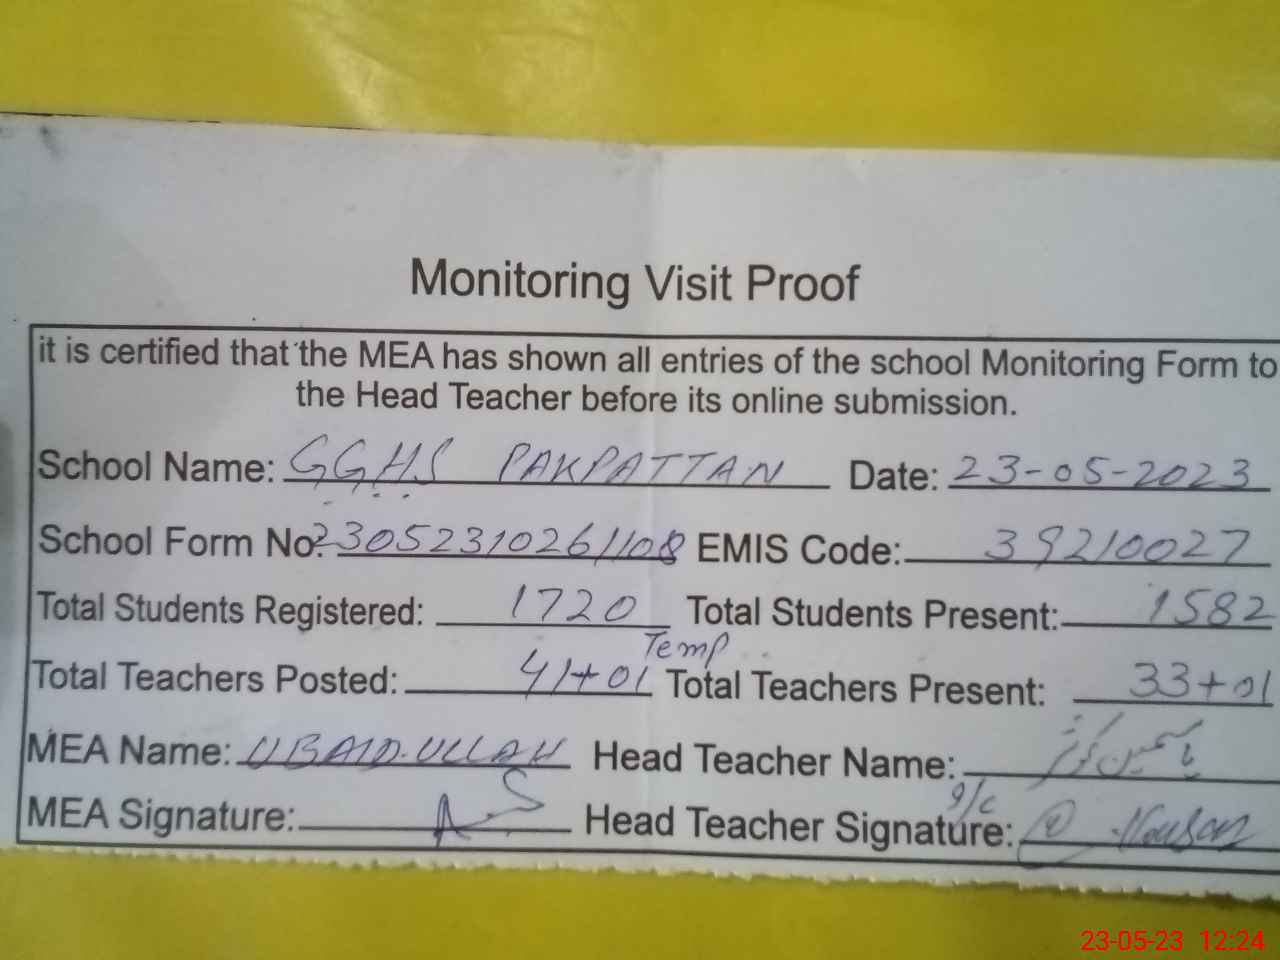 Monitoring Visit Proof
it is certified that the MEA has shown all entries of the school Monitoring Form to
the Head Teacher before its online submission.
School Name: GGHS PAKPATTAN Date: 23-05-2023
School Form No: 23052310261108 EMIS Code: 39210027
Total Students Registered: 1720 Total Students Present: 1582
Temp
Total Teachers Posted: 41+01 Total Teachers Present: 33+01
MEA Name: UBAID-ULLAH Head Teacher Name:
MEA Signature: Head Teacher Signature:
23-05-23 12:24